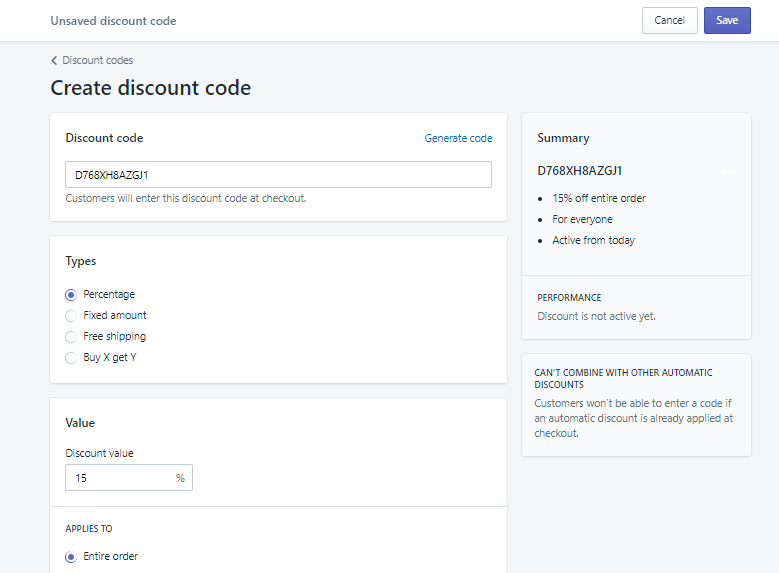 Unsaved discount code
Cancel
Save
Discount codes
Create discount code
Discount code
Generate code
D768XH8AZGJ1
Customers will enter this discount code at checkout.
Types
Percentage
Fixed amount
Free shipping
Buy X get Y
Value
Discount value
15 %
APPLIES TO
Entire order
Summary
D768XH8AZGJ1
15% off entire order
For everyone
Active from today
PERFORMANCE
Discount is not active yet.
CAN'T COMBINE WITH OTHER AUTOMATIC
DISCOUNTS
Customers won't be able to enter a code if
an automatic discount is already applied at
checkout.